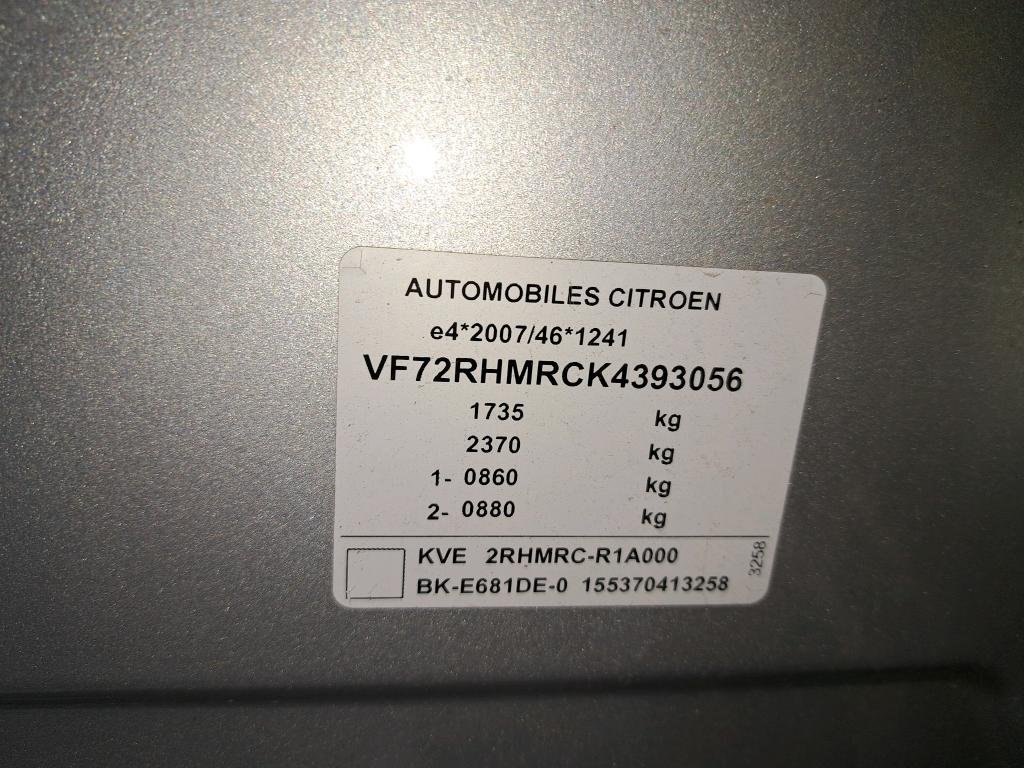 AUTOMOBILES CITROEN
e4*2007/46*1241
VF72RHMRCK4393056
1735 kg
2370 kg
1- 0860 kg
2- 0880 kg
KVE 2RHMRC-R1A000
BK-E681DE-0 155370413258
3258